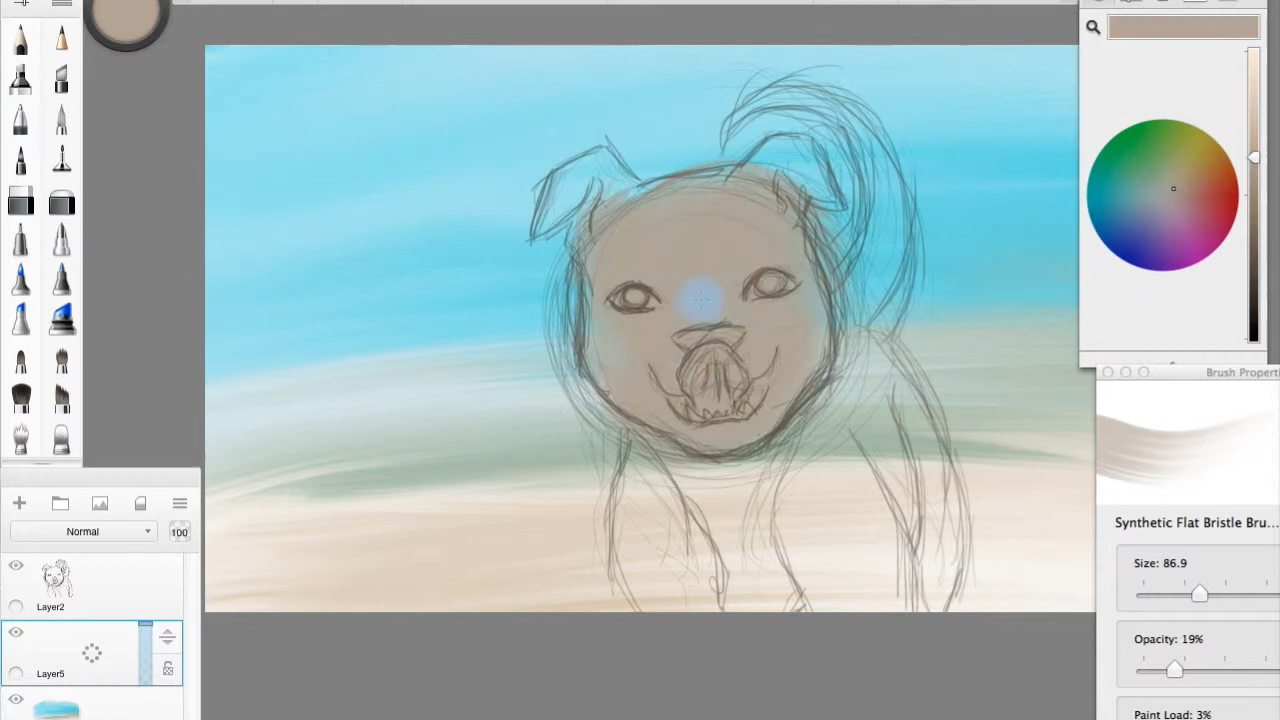 Brush Properti
Synthetic Flat Bristle Bru...
Size: 86.9
Opacity: 19%
Paint Load: 3%
Normal
100
Layer2
Layer5